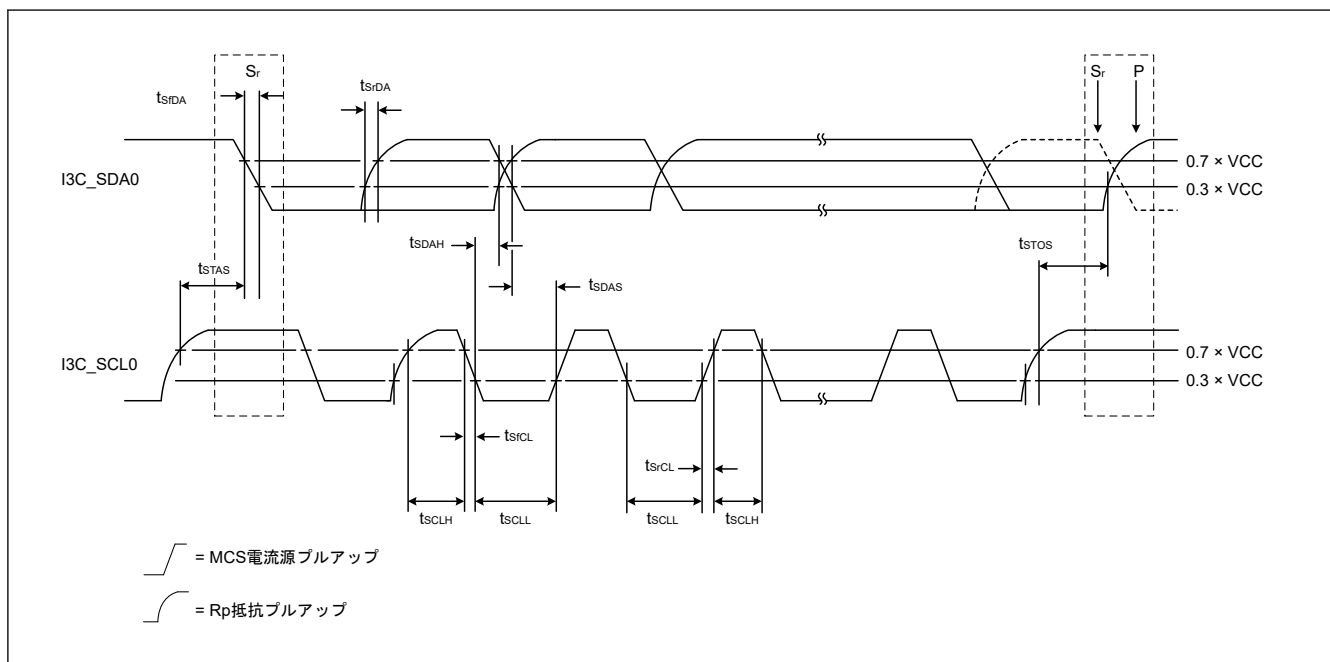 Sr
tSrDA
Sr P
tSfDA
0.7 × VCC
I3C_SDA0
0.3 × VCC
tSDAH
tSTOS
tSTAS
tSDAS
I3C_SCL0
0.7 × VCC
0.3 × VCC
tSfCL
tSrCL
tSCLH tSCLL tSCLL tSCLH
= MCS電流源プルアップ
= Rp抵抗プルアップ